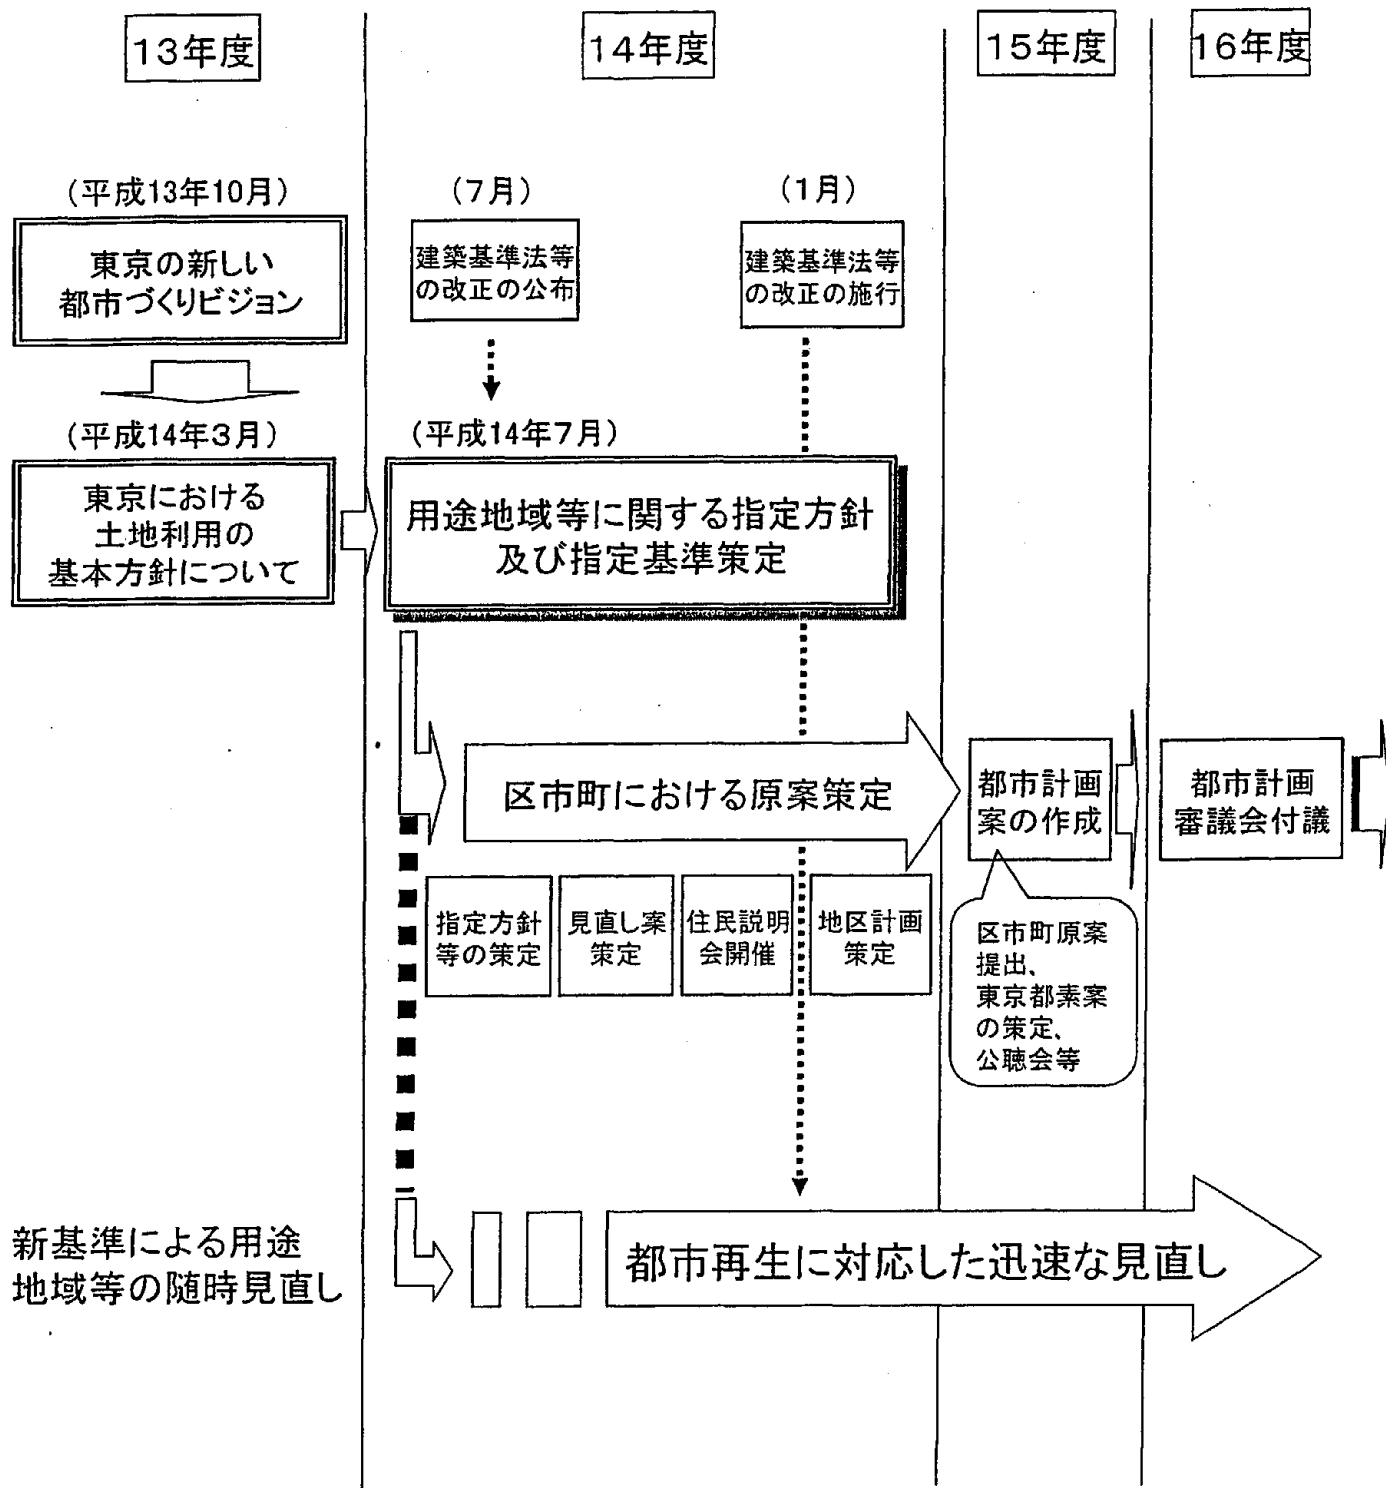 13年度
14年度
15年度
16年度
(平成13年10月)
東京の新しい
都市づくりビジョン
(7月)
建築基準法等
の改正の公布
(1月)
建築基準法等
の改正の施行
(平成14年3月)
東京における
土地利用の
基本方針について
(平成14年7月)
用途地域等に関する指定方針
及び指定基準策定
区市町における原案策定
都市計画
案の作成
都市計画
審議会付議
指定方針
等の策定
見直し案
策定
住民説明
会開催
地区計画
策定
区市町原案
提出、
東京都素案
の策定、
公聴会等
新基準による用途
地域等の随時見直し
都市再生に対応した迅速な見直し